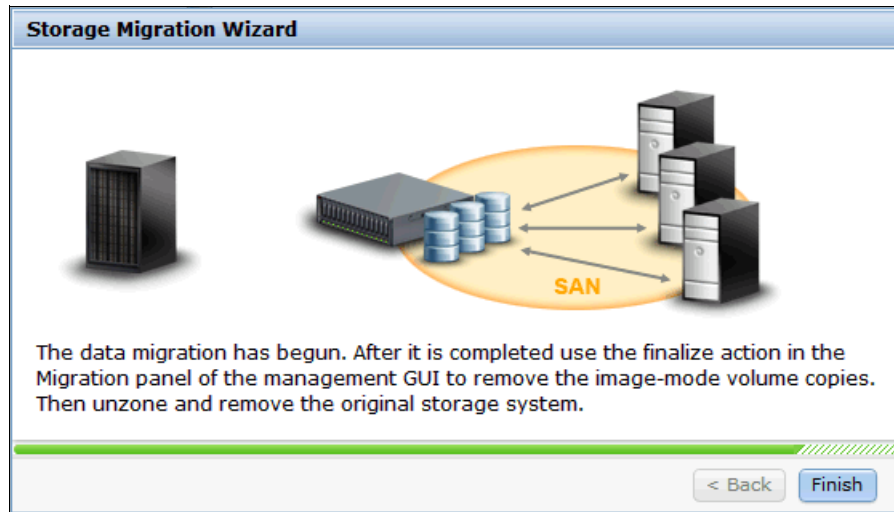 Storage Migration Wizard
SAN
The data migration has begun. After it is completed use the finalize action in the
Migration panel of the management GUI to remove the image-mode volume copies.
Then unzone and remove the original storage system.
< Back
Finish